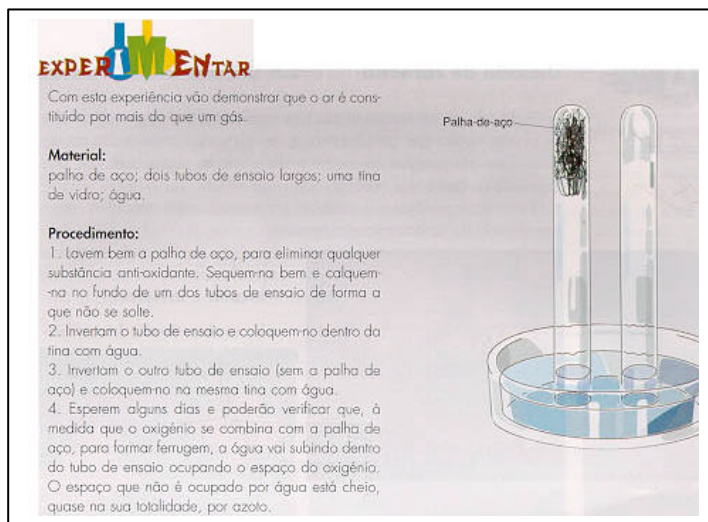 EXPERIMENTAR
Com esta experiência vão demonstrar que o ar é cons-
tituído por mais do que um gás.
Material:
palha de aço; dois tubos de ensaio largos; uma tina
de vidro; água.
Procedimento:
1. Lavem bem a palha de aço, para eliminar qualquer
substância anti-oxidante. Sequem-na bem e calquem-
-na no fundo de um dos tubos de ensaio de forma a
que não se solte.
2. Invertam o tubo de ensaio e coloquem-no dentro da
tina com água.
3. Invertam o outro tubo de ensaio (sem a palha de
aço) e coloquem-no na mesma tina com água.
4. Esperem alguns dias e poderão verificar que, à
medida que o oxigénio se combina com a palha de
aço, para formar ferrugem, a água vai subindo dentro
do tubo de ensaio ocupando o espaço do oxigénio.
O espaço que não é ocupado por água está cheio,
quase na sua totalidade, por azoto.
Palha-de-aço